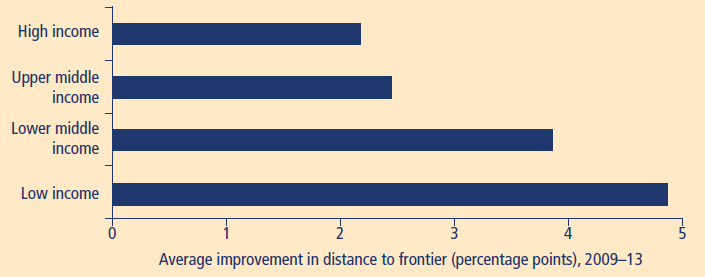 High income
Upper middle
income
Lower middle
income
Low income
0 1 2 3 4 5
Average improvement in distance to frontier (percentage points), 2009–13